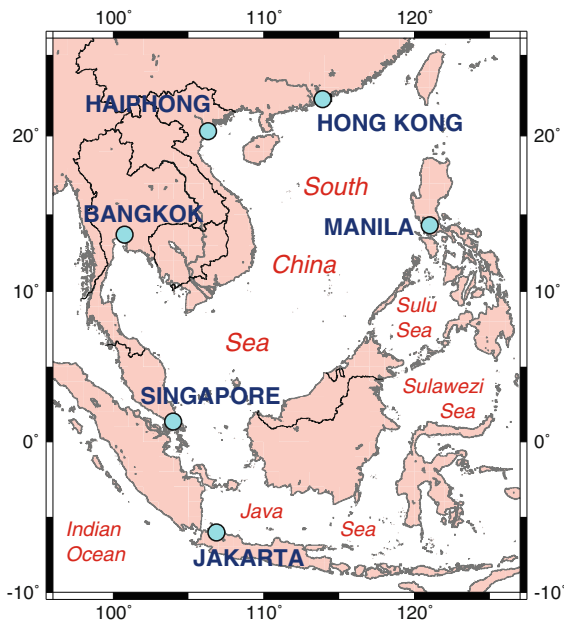 100° 110° 120°
HAIPHONG
HONG KONG
20° 20°
South
BANGKOK
MANILA
China
10° 10°
Sulu
Sea
Sea
Sulawezi
Sea
SINGAPORE
0° 0°
Java
Sea
Indian
Ocean
JAKARTA
-10° -10°
100° 110° 120°